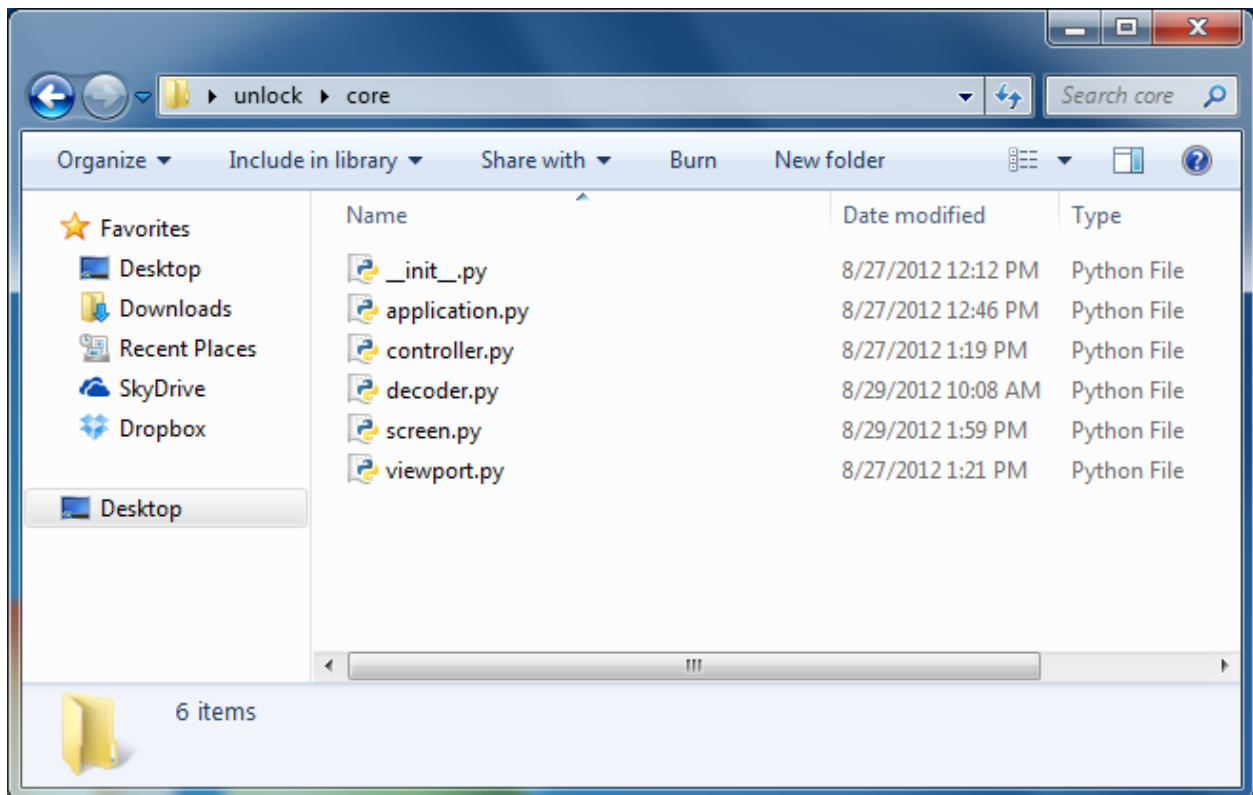 unlock core Search core
Organize Include in library Share with Burn New folder
Favorites
Desktop
Downloads
Recent Places
SkyDrive
Dropbox
Desktop
Name Date modified Type
__init__.py 8/27/2012 12:12 PM Python File
application.py 8/27/2012 12:46 PM Python File
controller.py 8/27/2012 1:19 PM Python File
decoder.py 8/29/2012 10:08 AM Python File
screen.py 8/29/2012 1:59 PM Python File
viewport.py 8/27/2012 1:21 PM Python File
6 items